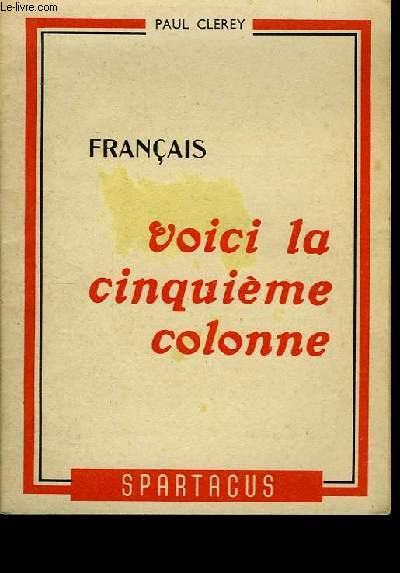 Le-livre.com
PAUL CLEREY
FRANÇAIS
voici la
cinquième
colonne
SPARTACUS